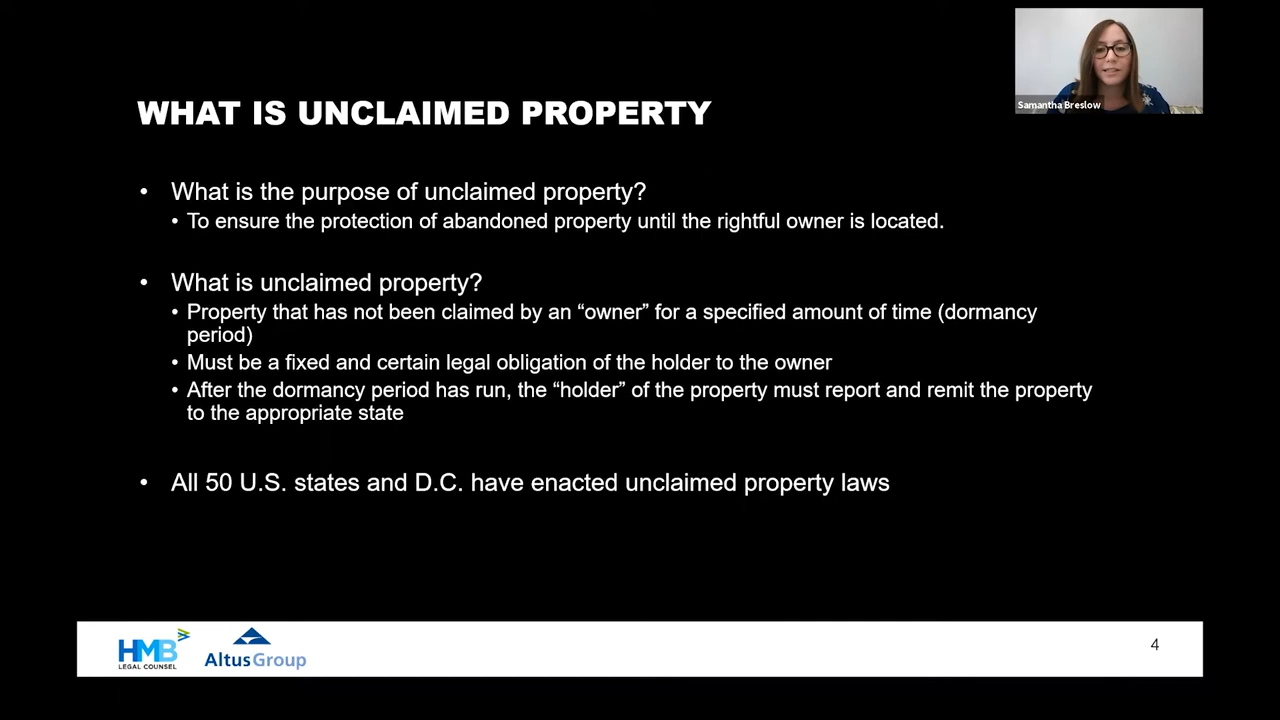 Samantha Breslow
WHAT IS UNCLAIMED PROPERTY
• What is the purpose of unclaimed property?
• To ensure the protection of abandoned property until the rightful owner is located.
• What is unclaimed property?
• Property that has not been claimed by an “owner” for a specified amount of time (dormancy
period)
• Must be a fixed and certain legal obligation of the holder to the owner
• After the dormancy period has run, the “holder” of the property must report and remit the property
to the appropriate state
• All 50 U.S. states and D.C. have enacted unclaimed property laws
HMB
LEGAL COUNSEL
AltusGroup
4